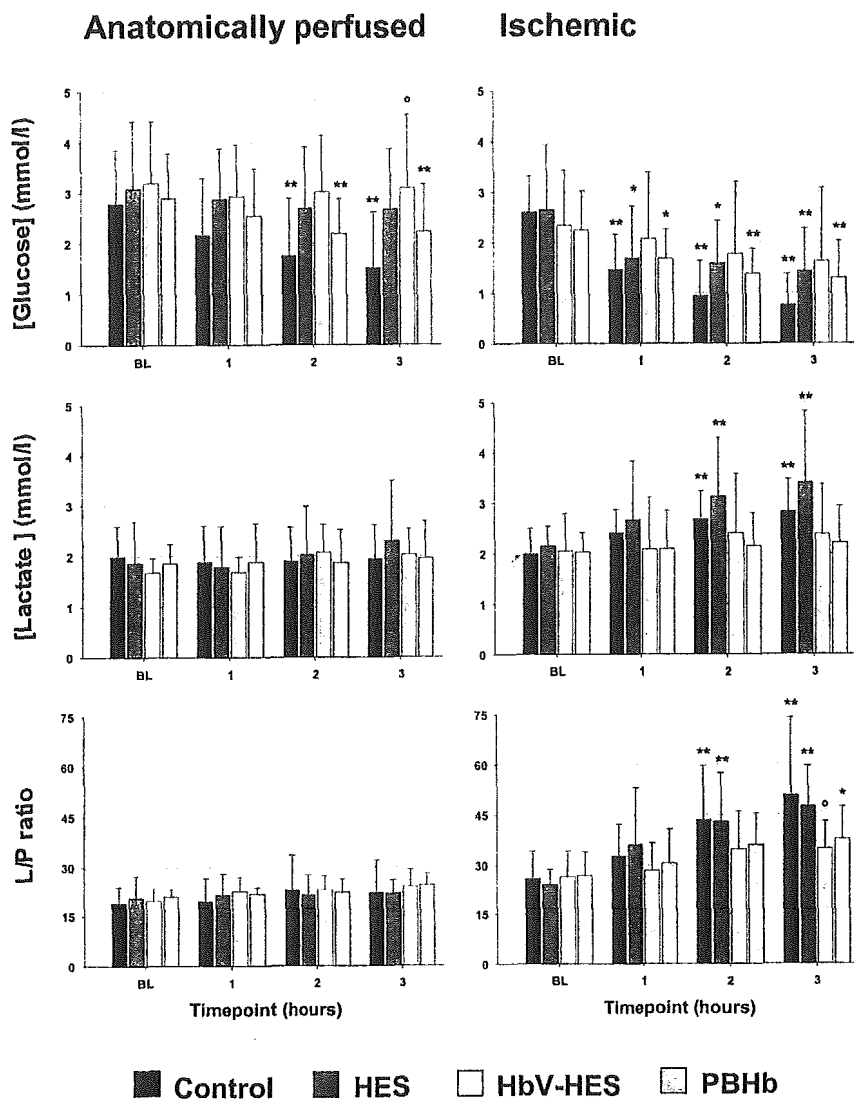 Anatomically perfused Ischemic
[Glucose] (mmol/l)
5
4
3
2
1
0
** ** ** ° **
BL 1 2 3
5
4
3
2
1
0
** * * ** * ** ** ** **
BL 1 2 3
[Lactate ] (mmol/l)
5
4
3
2
1
0
BL 1 2 3
5
4
3
2
1
0
** ** ** **
BL 1 2 3
L/P ratio
75
60
45
30
15
0
BL 1 2 3
Timepoint (hours)
75
60
45
30
15
0
** ** ** ** ° *
BL 1 2 3
Timepoint (hours)
Control HES HbV-HES PBHb